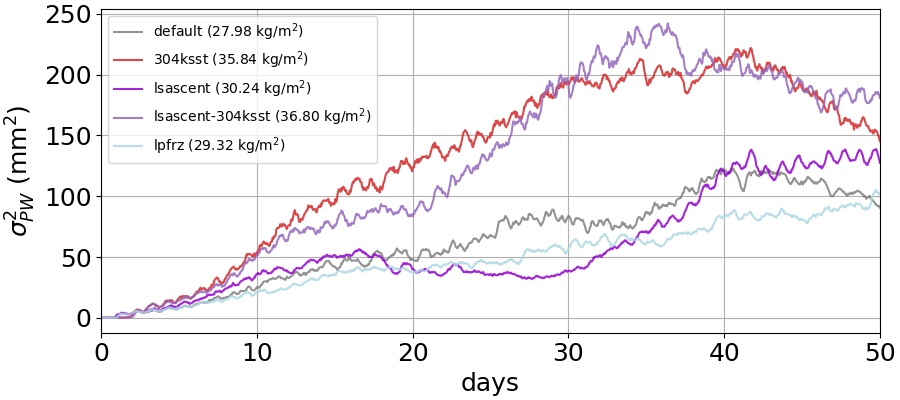 default (27.98 kg/m²)
304ksst (35.84 kg/m²)
lsascent (30.24 kg/m²)
lsascent-304ksst (36.80 kg/m²)
lpfrz (29.32 kg/m²)
σ²_PW (mm²)
250
200
150
100
50
0
0 10 20 30 40 50
days